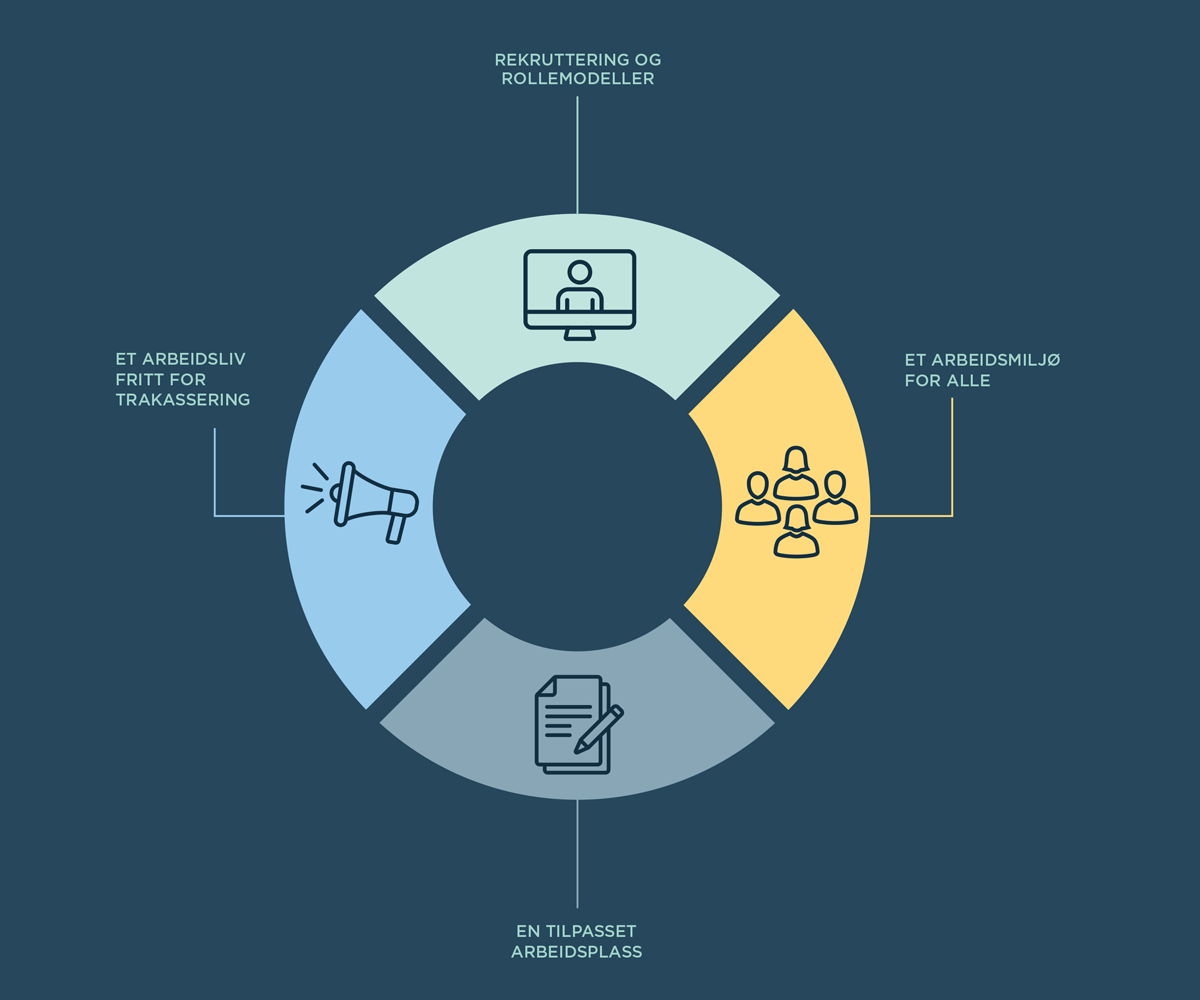 REKRUTTERING OG
ROLLEMODELLER
ET ARBEIDSLIV
FRITT FOR
TRAKASSERING
ET ARBEIDSMILJØ
FOR ALLE
EN TILPASSET
ARBEIDSPLASS